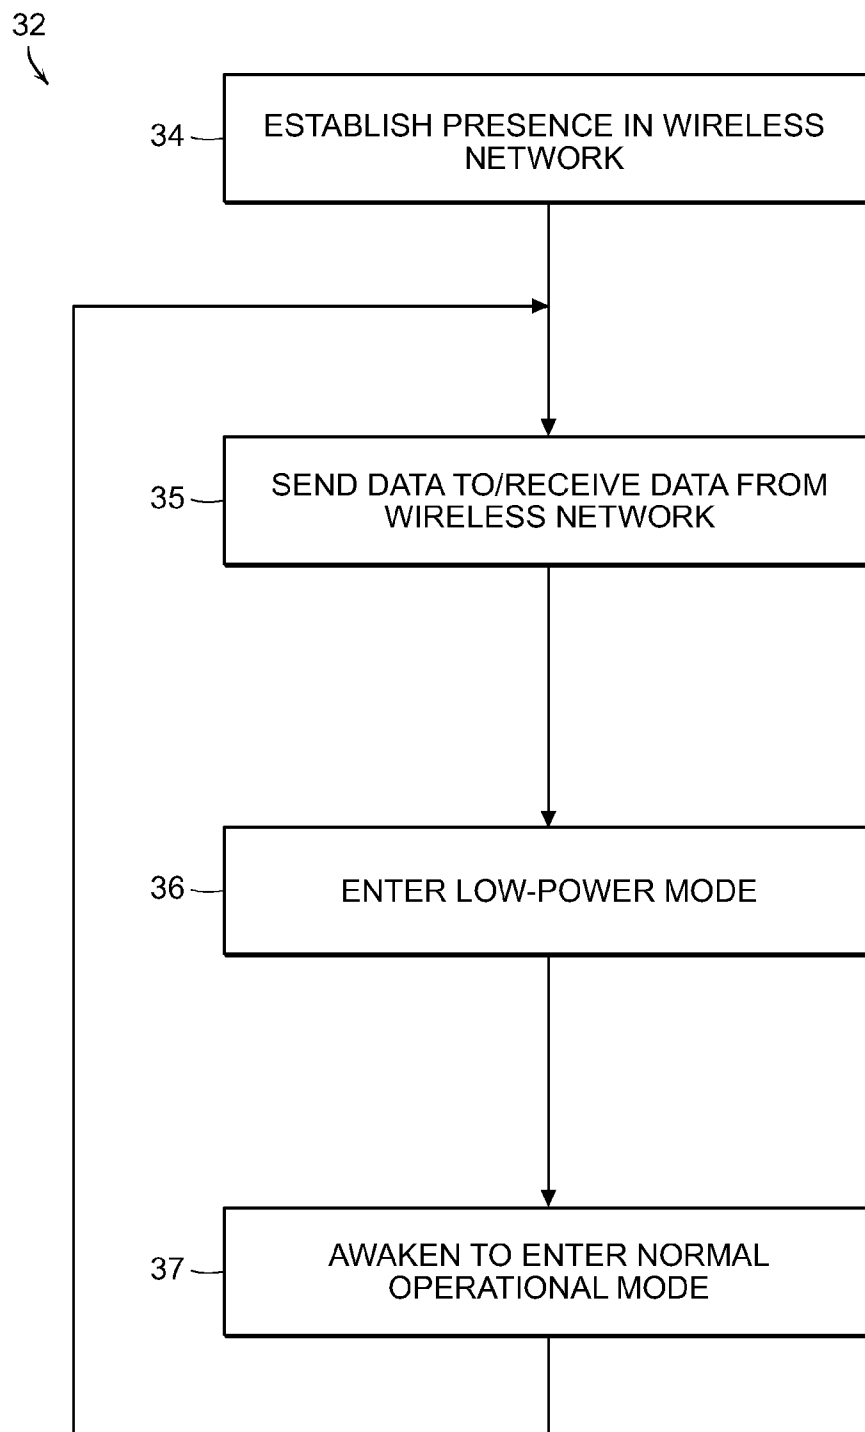 32
34
ESTABLISH PRESENCE IN WIRELESS
NETWORK
35
SEND DATA TO/RECEIVE DATA FROM
WIRELESS NETWORK
36
ENTER LOW-POWER MODE
37
AWAKEN TO ENTER NORMAL
OPERATIONAL MODE